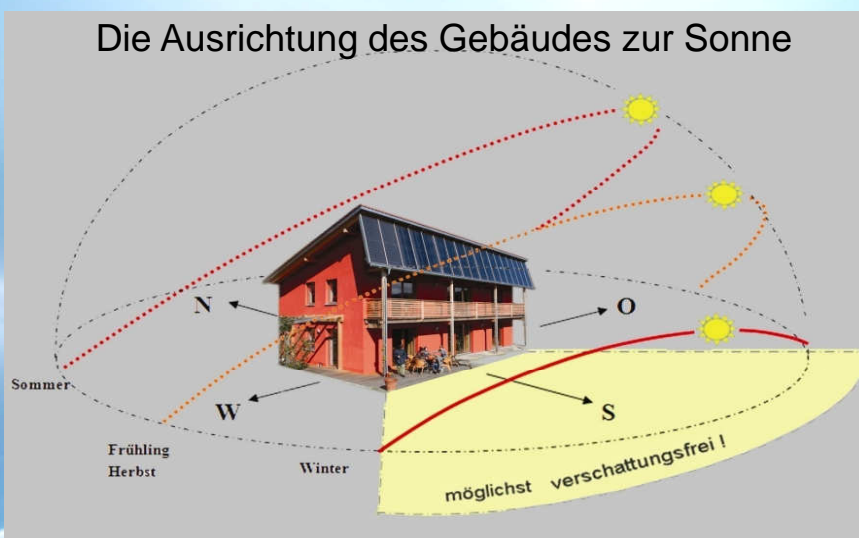 Die Ausrichtung des Gebäudes zur Sonne
N
O
Sommer
W
S
Frühling
Herbst
Winter
möglichst verschattungsfrei !